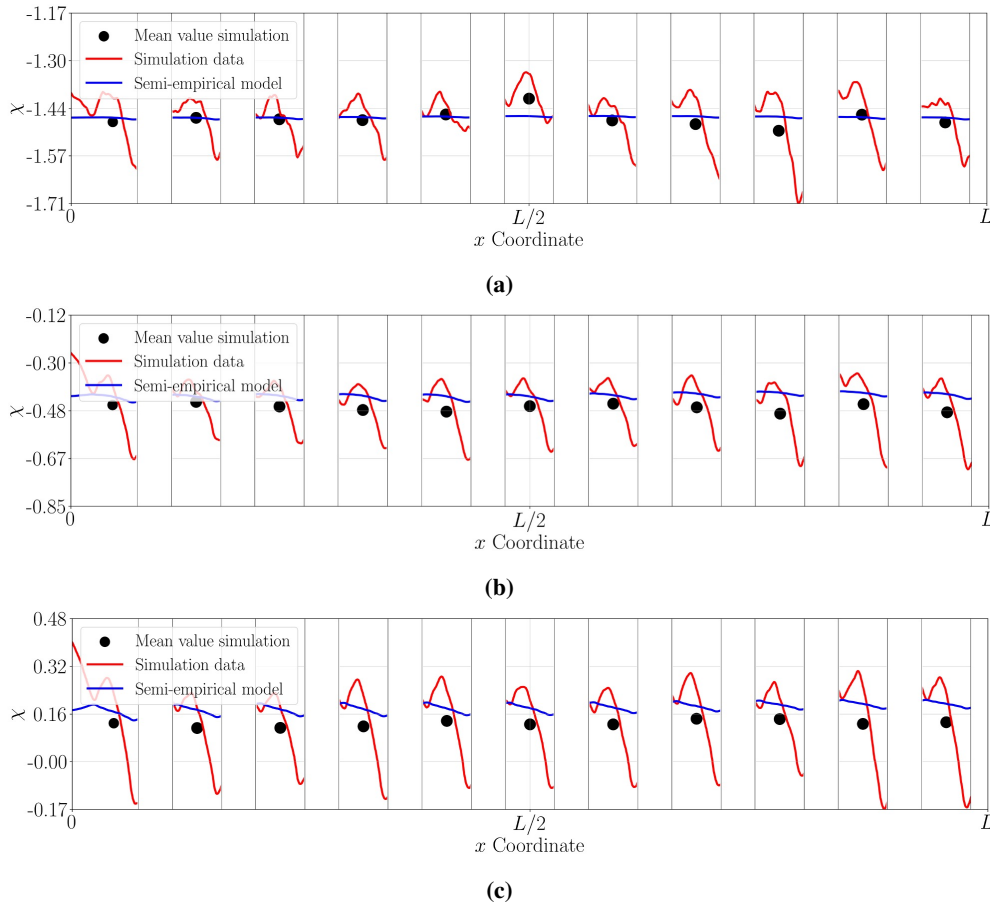 -1.17
-1.30
-1.44
-1.57
-1.71
χ
Mean value simulation
Simulation data
Semi-empirical model
0
L/2
L
x Coordinate
(a)
-0.12
-0.30
-0.48
-0.67
-0.85
χ
Mean value simulation
Simulation data
Semi-empirical model
0
L/2
L
x Coordinate
(b)
0.48
0.32
0.16
-0.00
-0.17
χ
Mean value simulation
Simulation data
Semi-empirical model
0
L/2
L
x Coordinate
(c)